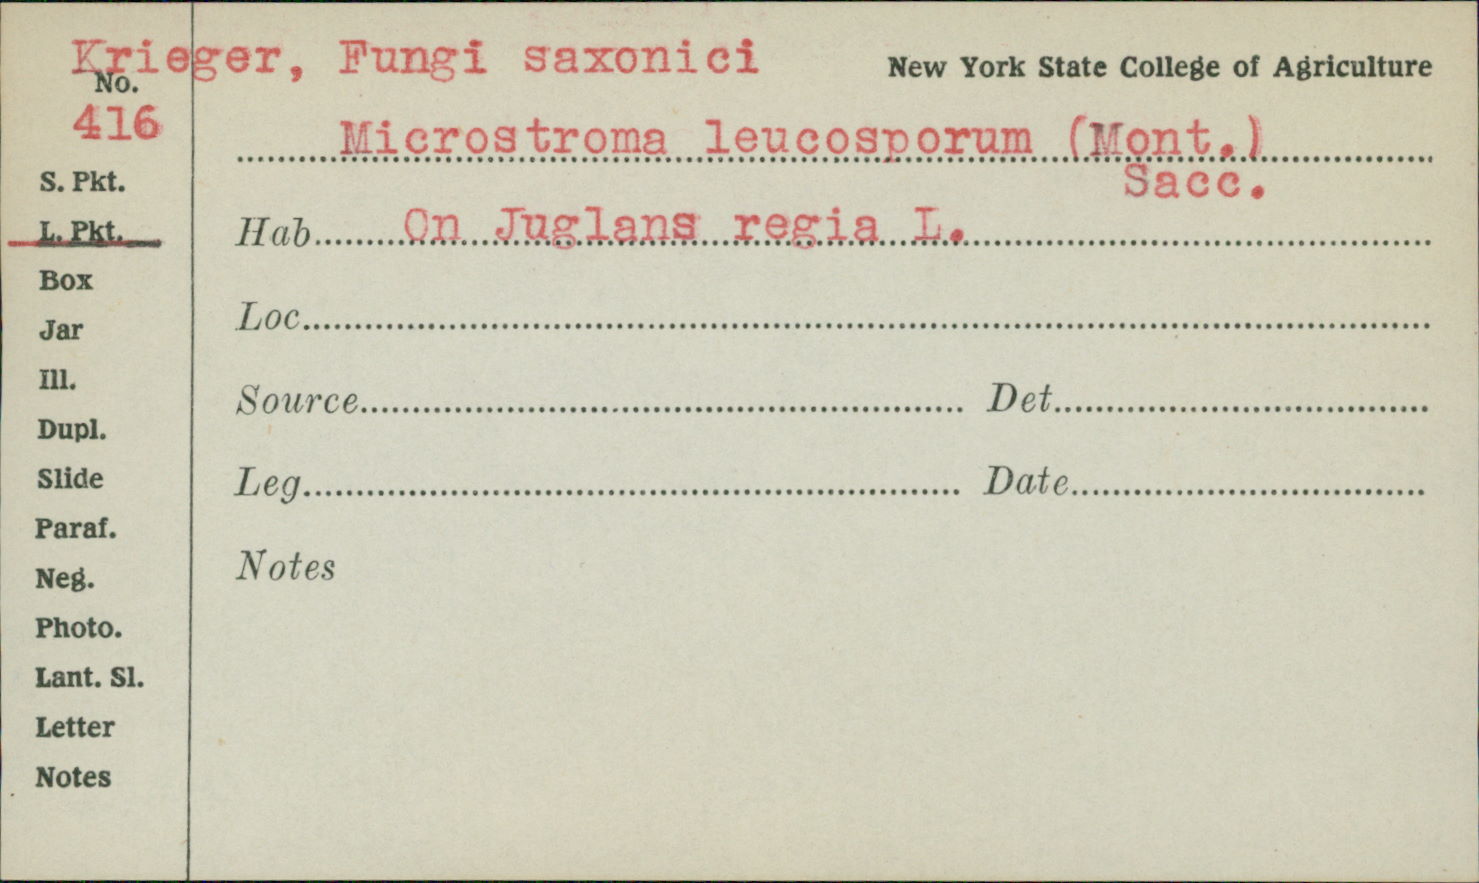 Krieger, Fungi saxonici
New York State College of Agriculture
No.
416
Microstroma leucosporum (Mont.)
Sacc.
S. Pkt.
L. Pkt.
Box
Jar
Ill.
Dupl.
Slide
Paraf.
Neg.
Photo.
Lant. Sl.
Letter
Notes
Hab. On Juglans regia L.
Loc.
Source
Det.
Leg.
Date
Notes